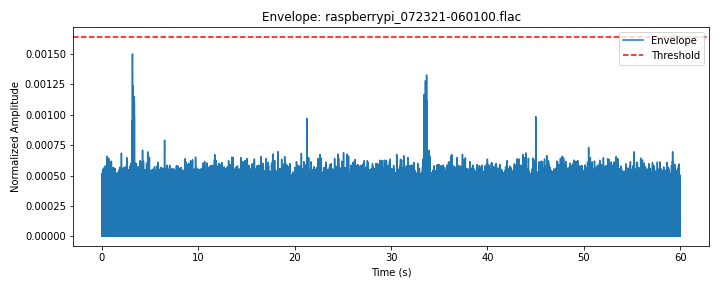 Envelope: raspberrypi_072321-060100.flac
Envelope
Threshold
Normalized Amplitude
0.00150
0.00125
0.00100
0.00075
0.00050
0.00025
0.00000
0 10 20 30 40 50 60
Time (s)